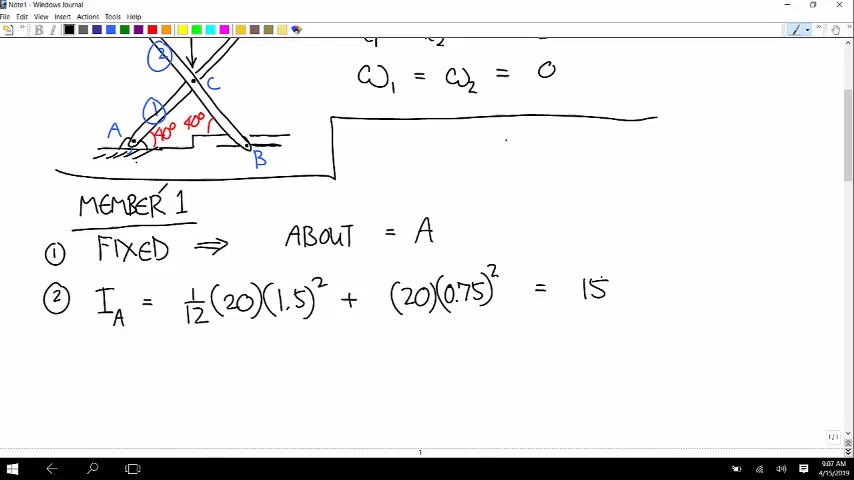 Note1 - Windows Journal
File Edit View Insert Actions Tools Help
B I
ω₁ = ω₂ = 0
2
C
1
A 40° 40°
B
MEMBER 1
① FIXED ⇒ ABOUT = A
② I_A = 1/12 (20)(1.5)² + (20)(0.75)² = 15
1/1
1
9:07 AM
4/15/2019